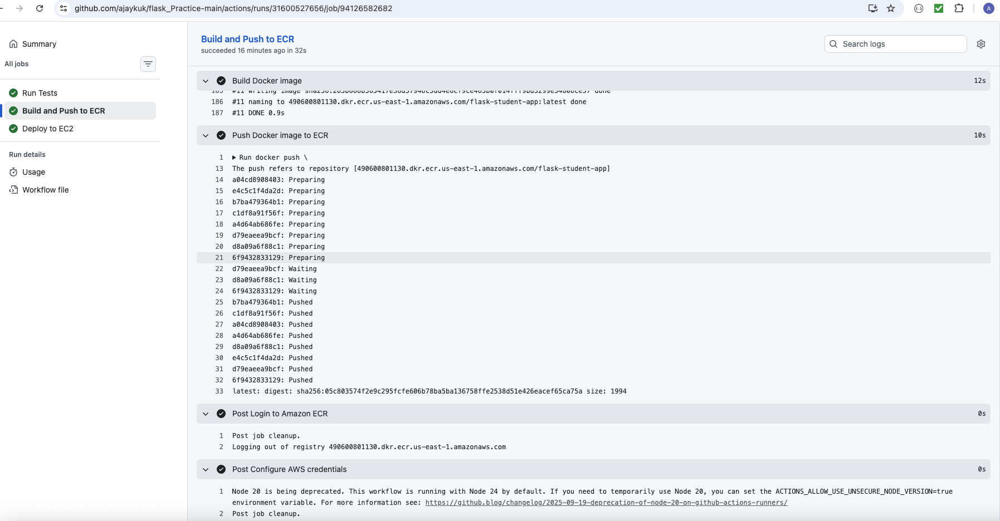 github.com/ajaykuk/flask_Practice-main/actions/runs/31600527656/job/94126582682
A
Summary
All jobs
Run Tests
Build and Push to ECR
Deploy to EC2
Run details
Usage
Workflow file
Build and Push to ECR
succeeded 16 minutes ago in 32s
Search logs
Build Docker image 12s
186 #11 naming to 490600801130.dkr.ecr.us-east-1.amazonaws.com/flask-student-app:latest done
187 #11 DONE 0.9s
Push Docker image to ECR 10s
1 Run docker push \
13 The push refers to repository [490600801130.dkr.ecr.us-east-1.amazonaws.com/flask-student-app]
14 a04cd8908403: Preparing
15 e4c5c1f4da2d: Preparing
16 b7ba479364b1: Preparing
17 c1df8a91f56f: Preparing
18 a4d64ab686fe: Preparing
19 d79eaeea9bcf: Preparing
20 d8a09a6f88c1: Preparing
21 6f9432833129: Preparing
22 d79eaeea9bcf: Waiting
23 d8a09a6f88c1: Waiting
24 6f9432833129: Waiting
25 b7ba479364b1: Pushed
26 c1df8a91f56f: Pushed
27 a04cd8908403: Pushed
28 a4d64ab686fe: Pushed
29 d8a09a6f88c1: Pushed
30 e4c5c1f4da2d: Pushed
31 d79eaeea9bcf: Pushed
32 6f9432833129: Pushed
33 latest: digest: sha256:05c803574f2e9c295fcfe606b78ba5ba136758ffe2538d51e426eacef65ca75a size: 1994
Post Login to Amazon ECR 0s
1 Post job cleanup.
2 Logging out of registry 490600801130.dkr.ecr.us-east-1.amazonaws.com
Post Configure AWS credentials 0s
1 Node 20 is being deprecated. This workflow is running with Node 24 by default. If you need to temporarily use Node 20, you can set the ACTIONS_ALLOW_USE_UNSECURE_NODE_VERSION=true
environment variable. For more information see: https://github.blog/changelog/2025-09-19-deprecation-of-node-20-on-github-actions-runners/
2 Post job cleanup.